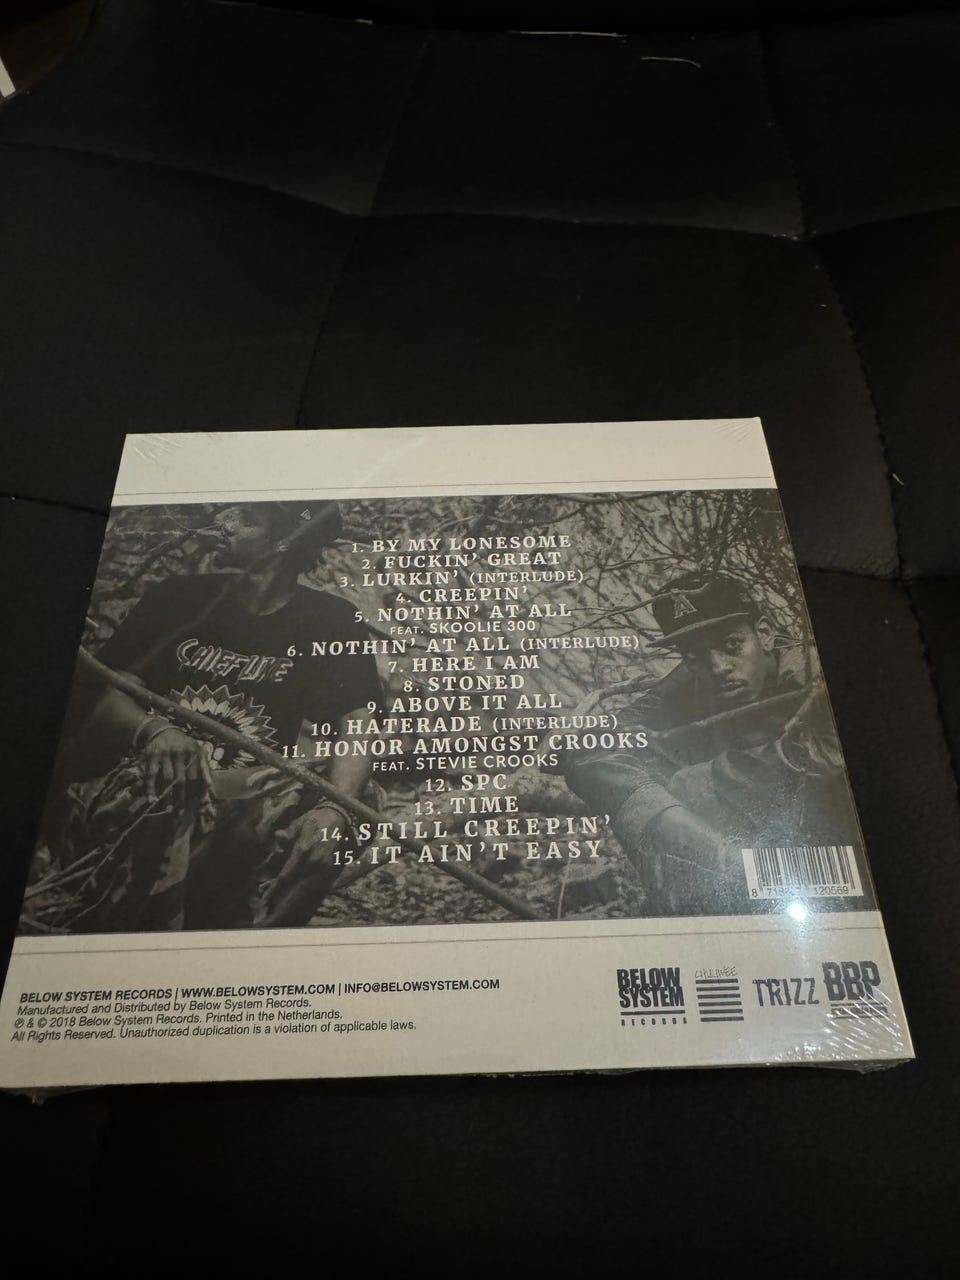 1. BY MY LONESOME
2. FUCKIN' GREAT
3. LURKIN' (INTERLUDE)
4. CREEPIN'
5. NOTHIN' AT ALL
FEAT. SKOOLIE 300
6. NOTHIN' AT ALL (INTERLUDE)
7. HERE I AM
8. STONED
9. ABOVE IT ALL
10. HATERADE (INTERLUDE)
11. HONOR AMONGST CROOKS
FEAT. STEVIE CROOKS
12. SPC
13. TIME
14. STILL CREEPIN'
15. IT AIN'T EASY
CHIEFLINE
A
8 120569
BELOW SYSTEM RECORDS | WWW.BELOWSYSTEM.COM | INFO@BELOWSYSTEM.COM
Manufactured and Distributed by Below System Records.
℗ & © 2018 Below System Records. Printed in the Netherlands.
All Rights Reserved. Unauthorized duplication is a violation of applicable laws.
BELOW
SYSTEM
RECORDS
CHUUWEE
TRIZZ
BBP